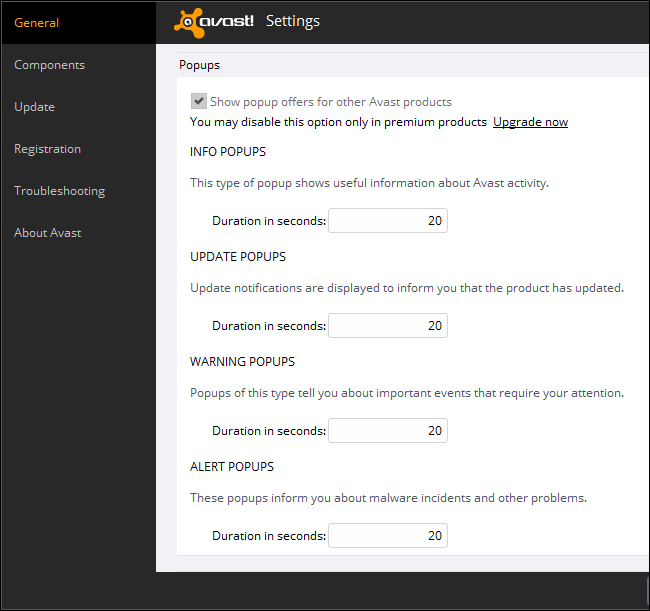 General
Components
Update
Registration
Troubleshooting
About Avast
avast! Settings
Popups
Show popup offers for other Avast products
You may disable this option only in premium products Upgrade now
INFO POPUPS
This type of popup shows useful information about Avast activity.
Duration in seconds: 20
UPDATE POPUPS
Update notifications are displayed to inform you that the product has updated.
Duration in seconds: 20
WARNING POPUPS
Popups of this type tell you about important events that require your attention.
Duration in seconds: 20
ALERT POPUPS
These popups inform you about malware incidents and other problems.
Duration in seconds: 20